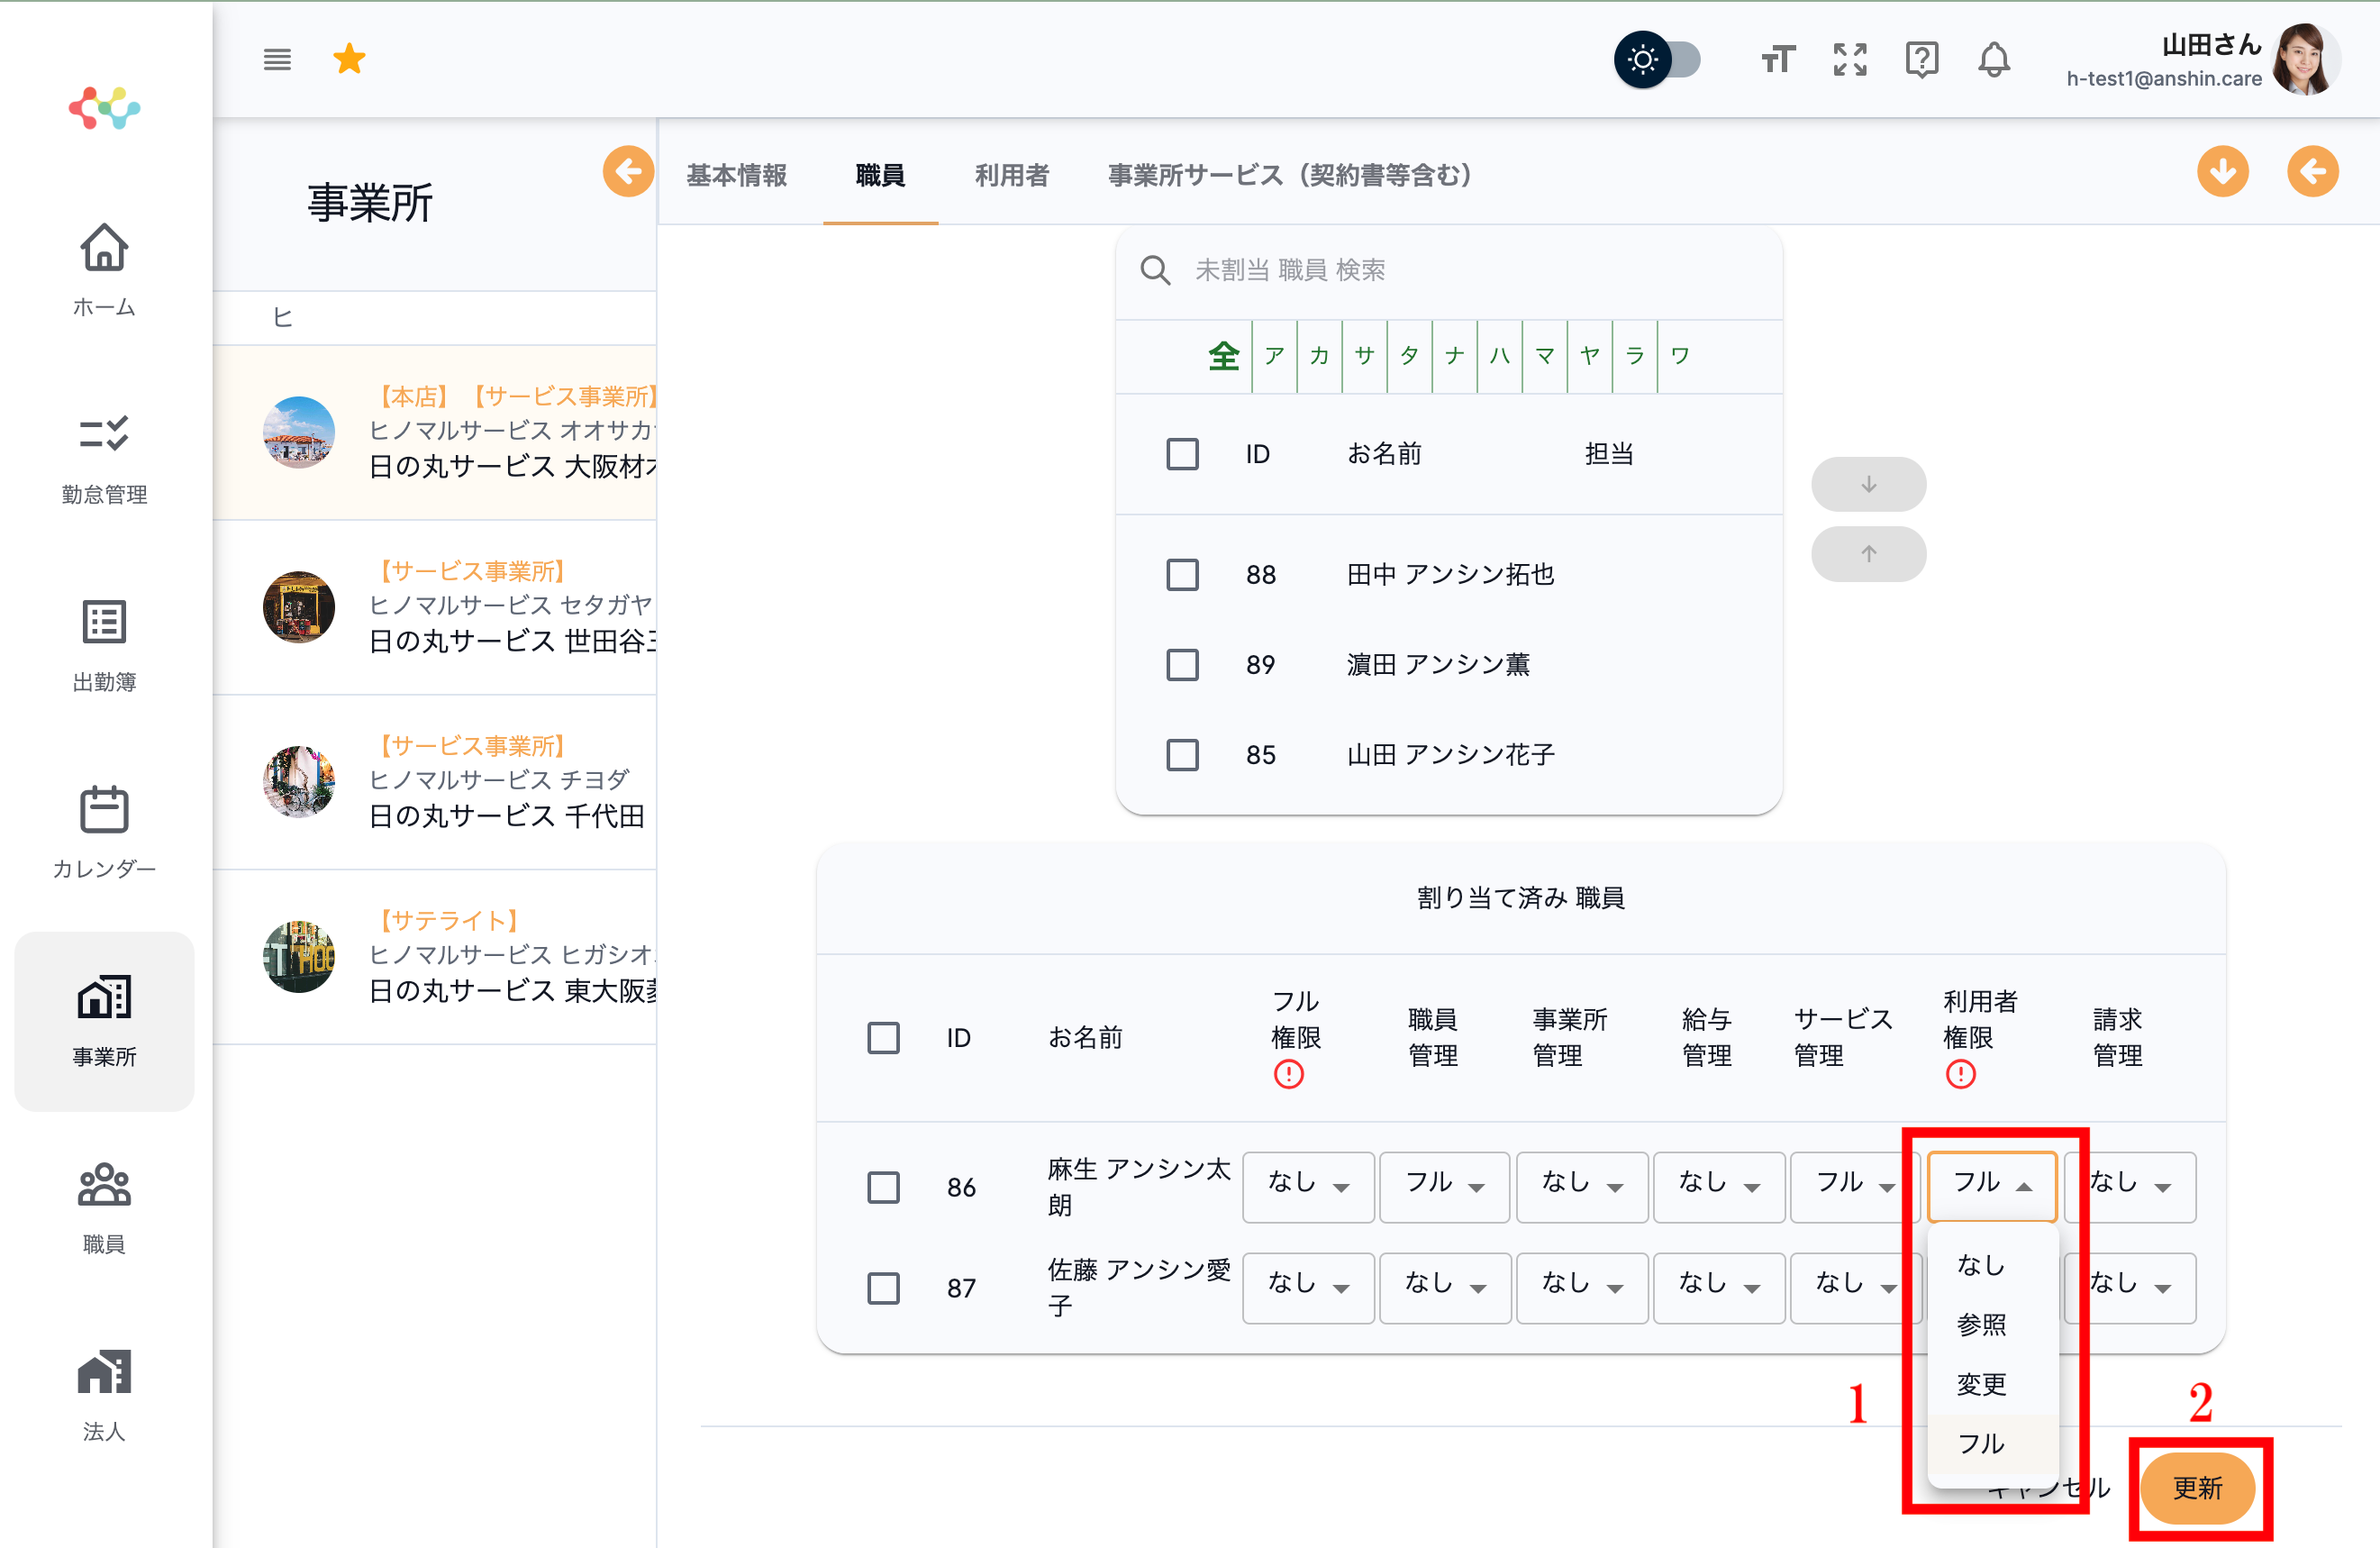 山田さん
h-test1@anshin.care
ホーム
勤怠管理
出勤簿
カレンダー
事業所
職員
法人
事業所
ヒ
【本店】【サービス事業所】
ヒノマルサービス オオサカ
日の丸サービス 大阪材
【サービス事業所】
ヒノマルサービス セタガヤ
日の丸サービス 世田谷
【サービス事業所】
ヒノマルサービス チヨダ
日の丸サービス 千代田
【サテライト】
ヒノマルサービス ヒガシオ
日の丸サービス 東大阪
基本情報 職員 利用者 事業所サービス（契約書等含む）
未割当 職員 検索
全 ア カ サ タ ナ ハ マ ヤ ラ ワ
ID お名前 担当
88 田中 アンシン拓也
89 濵田 アンシン薫
85 山田 アンシン花子
割り当て済み 職員
ID お名前 フル権限 職員管理 事業所管理 給与管理 サービス管理 利用者権限 請求管理
86 麻生 アンシン太朗 なし フル なし なし フル フル なし
87 佐藤 アンシン愛子 なし なし なし なし なし なし
なし
参照
変更
フル
1
2
キャンセル
更新